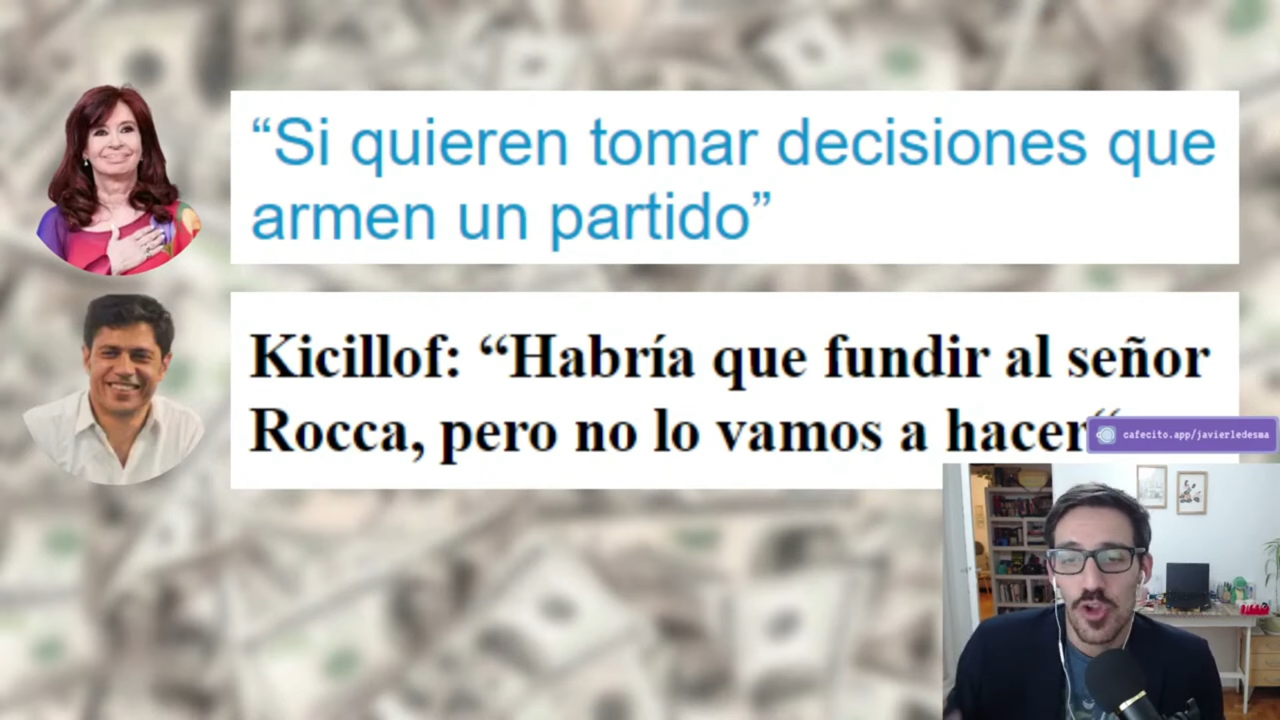 “Si quieren tomar decisiones que
armen un partido”
Kicillof: “Habría que fundir al señor
Rocca, pero no lo vamos a hacer“
cafecito.app/javierledesma